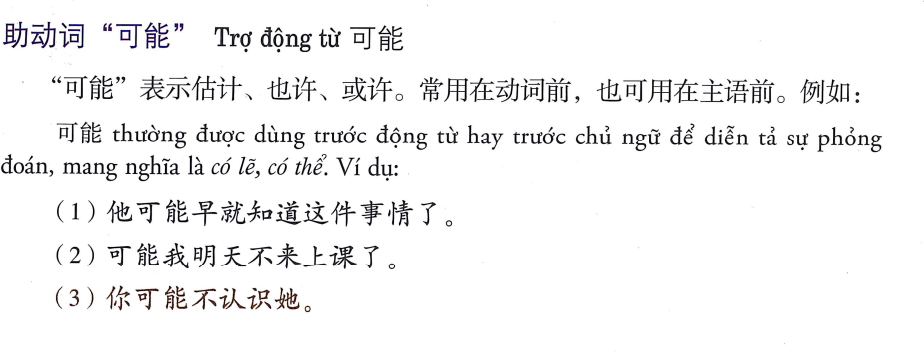 助动词“可能” Trợ động từ 可能
“可能”表示估计、也许、或许。常用在动词前，也可用在主语前。例如：
可能 thường được dùng trước động từ hay trước chủ ngữ để diễn tả sự phỏng
đoán, mang nghĩa là có lẽ, có thể. Ví dụ:
（1）他可能早就知道这件事情了。
（2）可能我明天不来上课了。
（3）你可能不认识她。